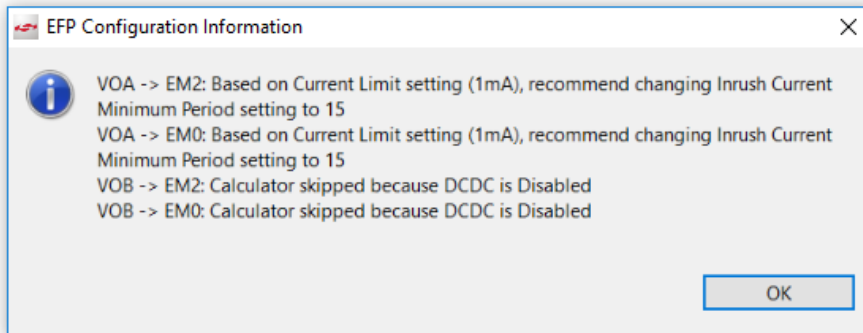 EFP Configuration Information
VOA -> EM2: Based on Current Limit setting (1mA), recommend changing Inrush Current
Minimum Period setting to 15
VOA -> EM0: Based on Current Limit setting (1mA), recommend changing Inrush Current
Minimum Period setting to 15
VOB -> EM2: Calculator skipped because DCDC is Disabled
VOB -> EM0: Calculator skipped because DCDC is Disabled
OK